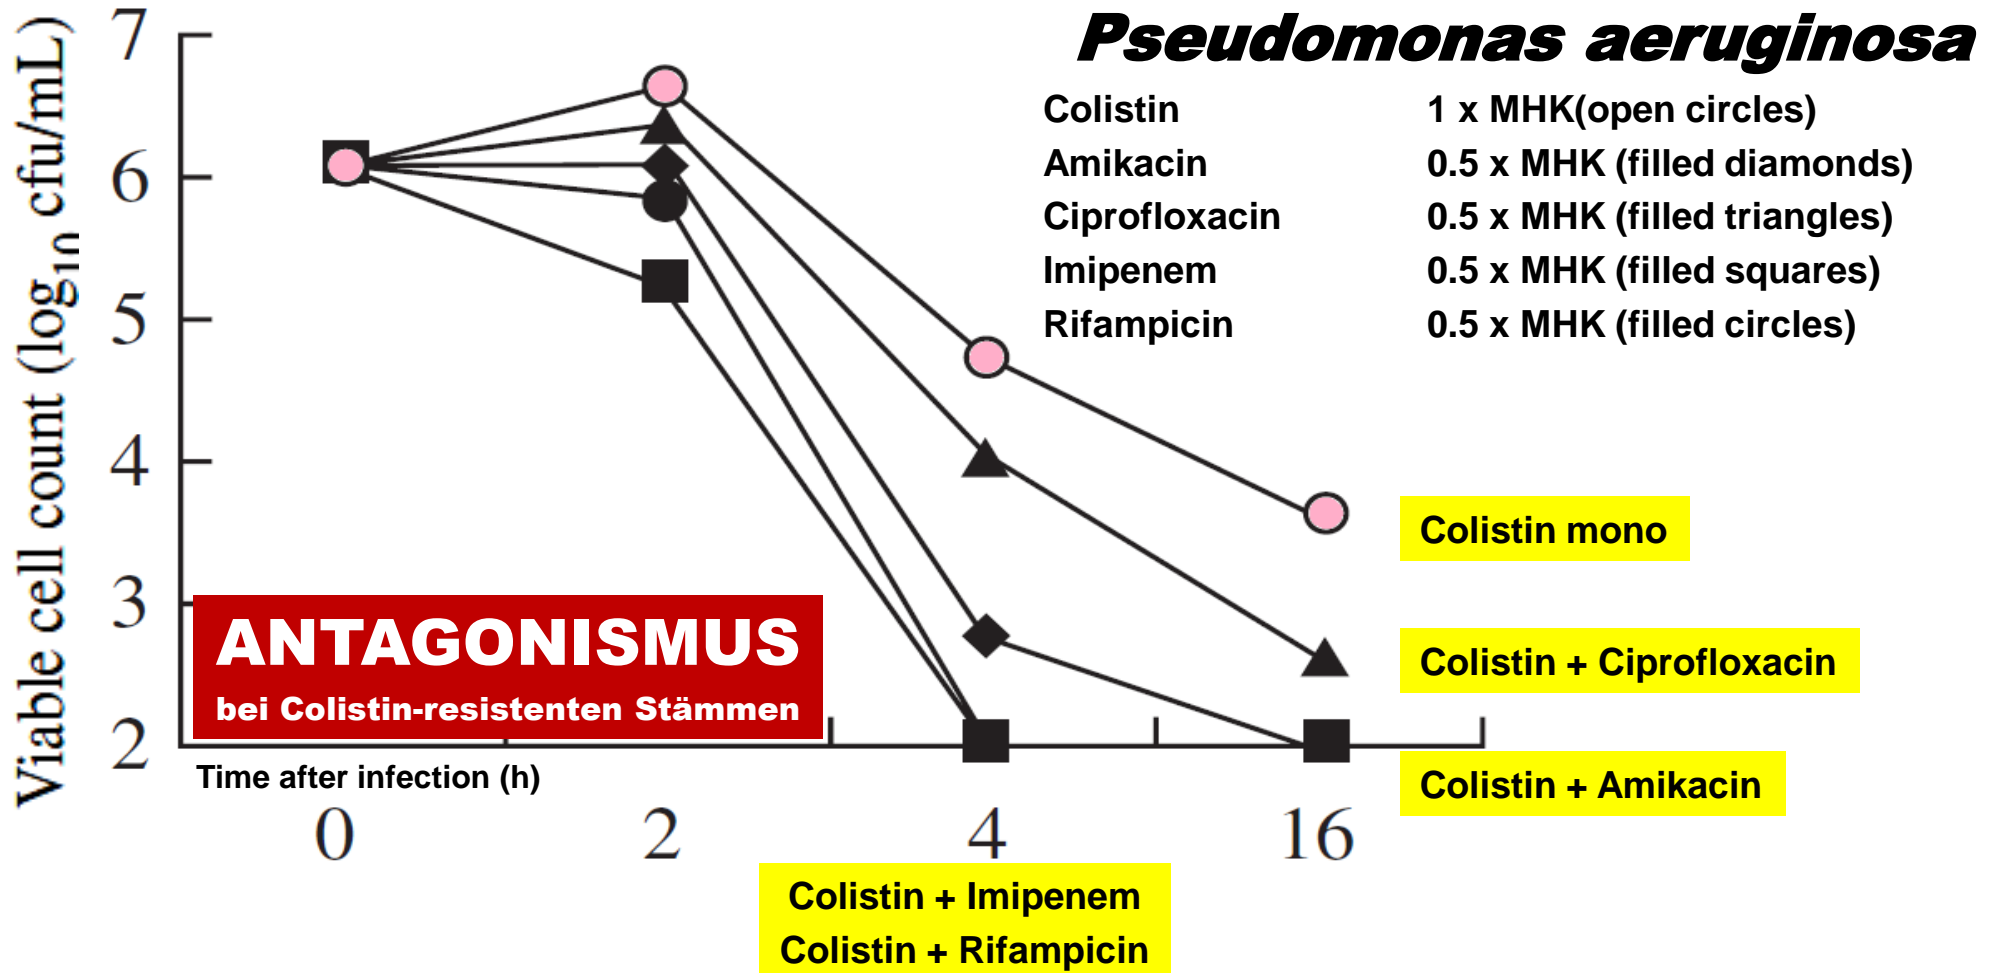 Pseudomonas aeruginosa
Colistin 1 x MHK(open circles)
Amikacin 0.5 x MHK (filled diamonds)
Ciprofloxacin 0.5 x MHK (filled triangles)
Imipenem 0.5 x MHK (filled squares)
Rifampicin 0.5 x MHK (filled circles)
Viable cell count (log10 cfu/mL)
7
6
5
4
3
2
Colistin mono
Colistin + Ciprofloxacin
Colistin + Amikacin
ANTAGONISMUS
bei Colistin-resistenten Stämmen
Time after infection (h)
0 2 4 16
Colistin + Imipenem
Colistin + Rifampicin